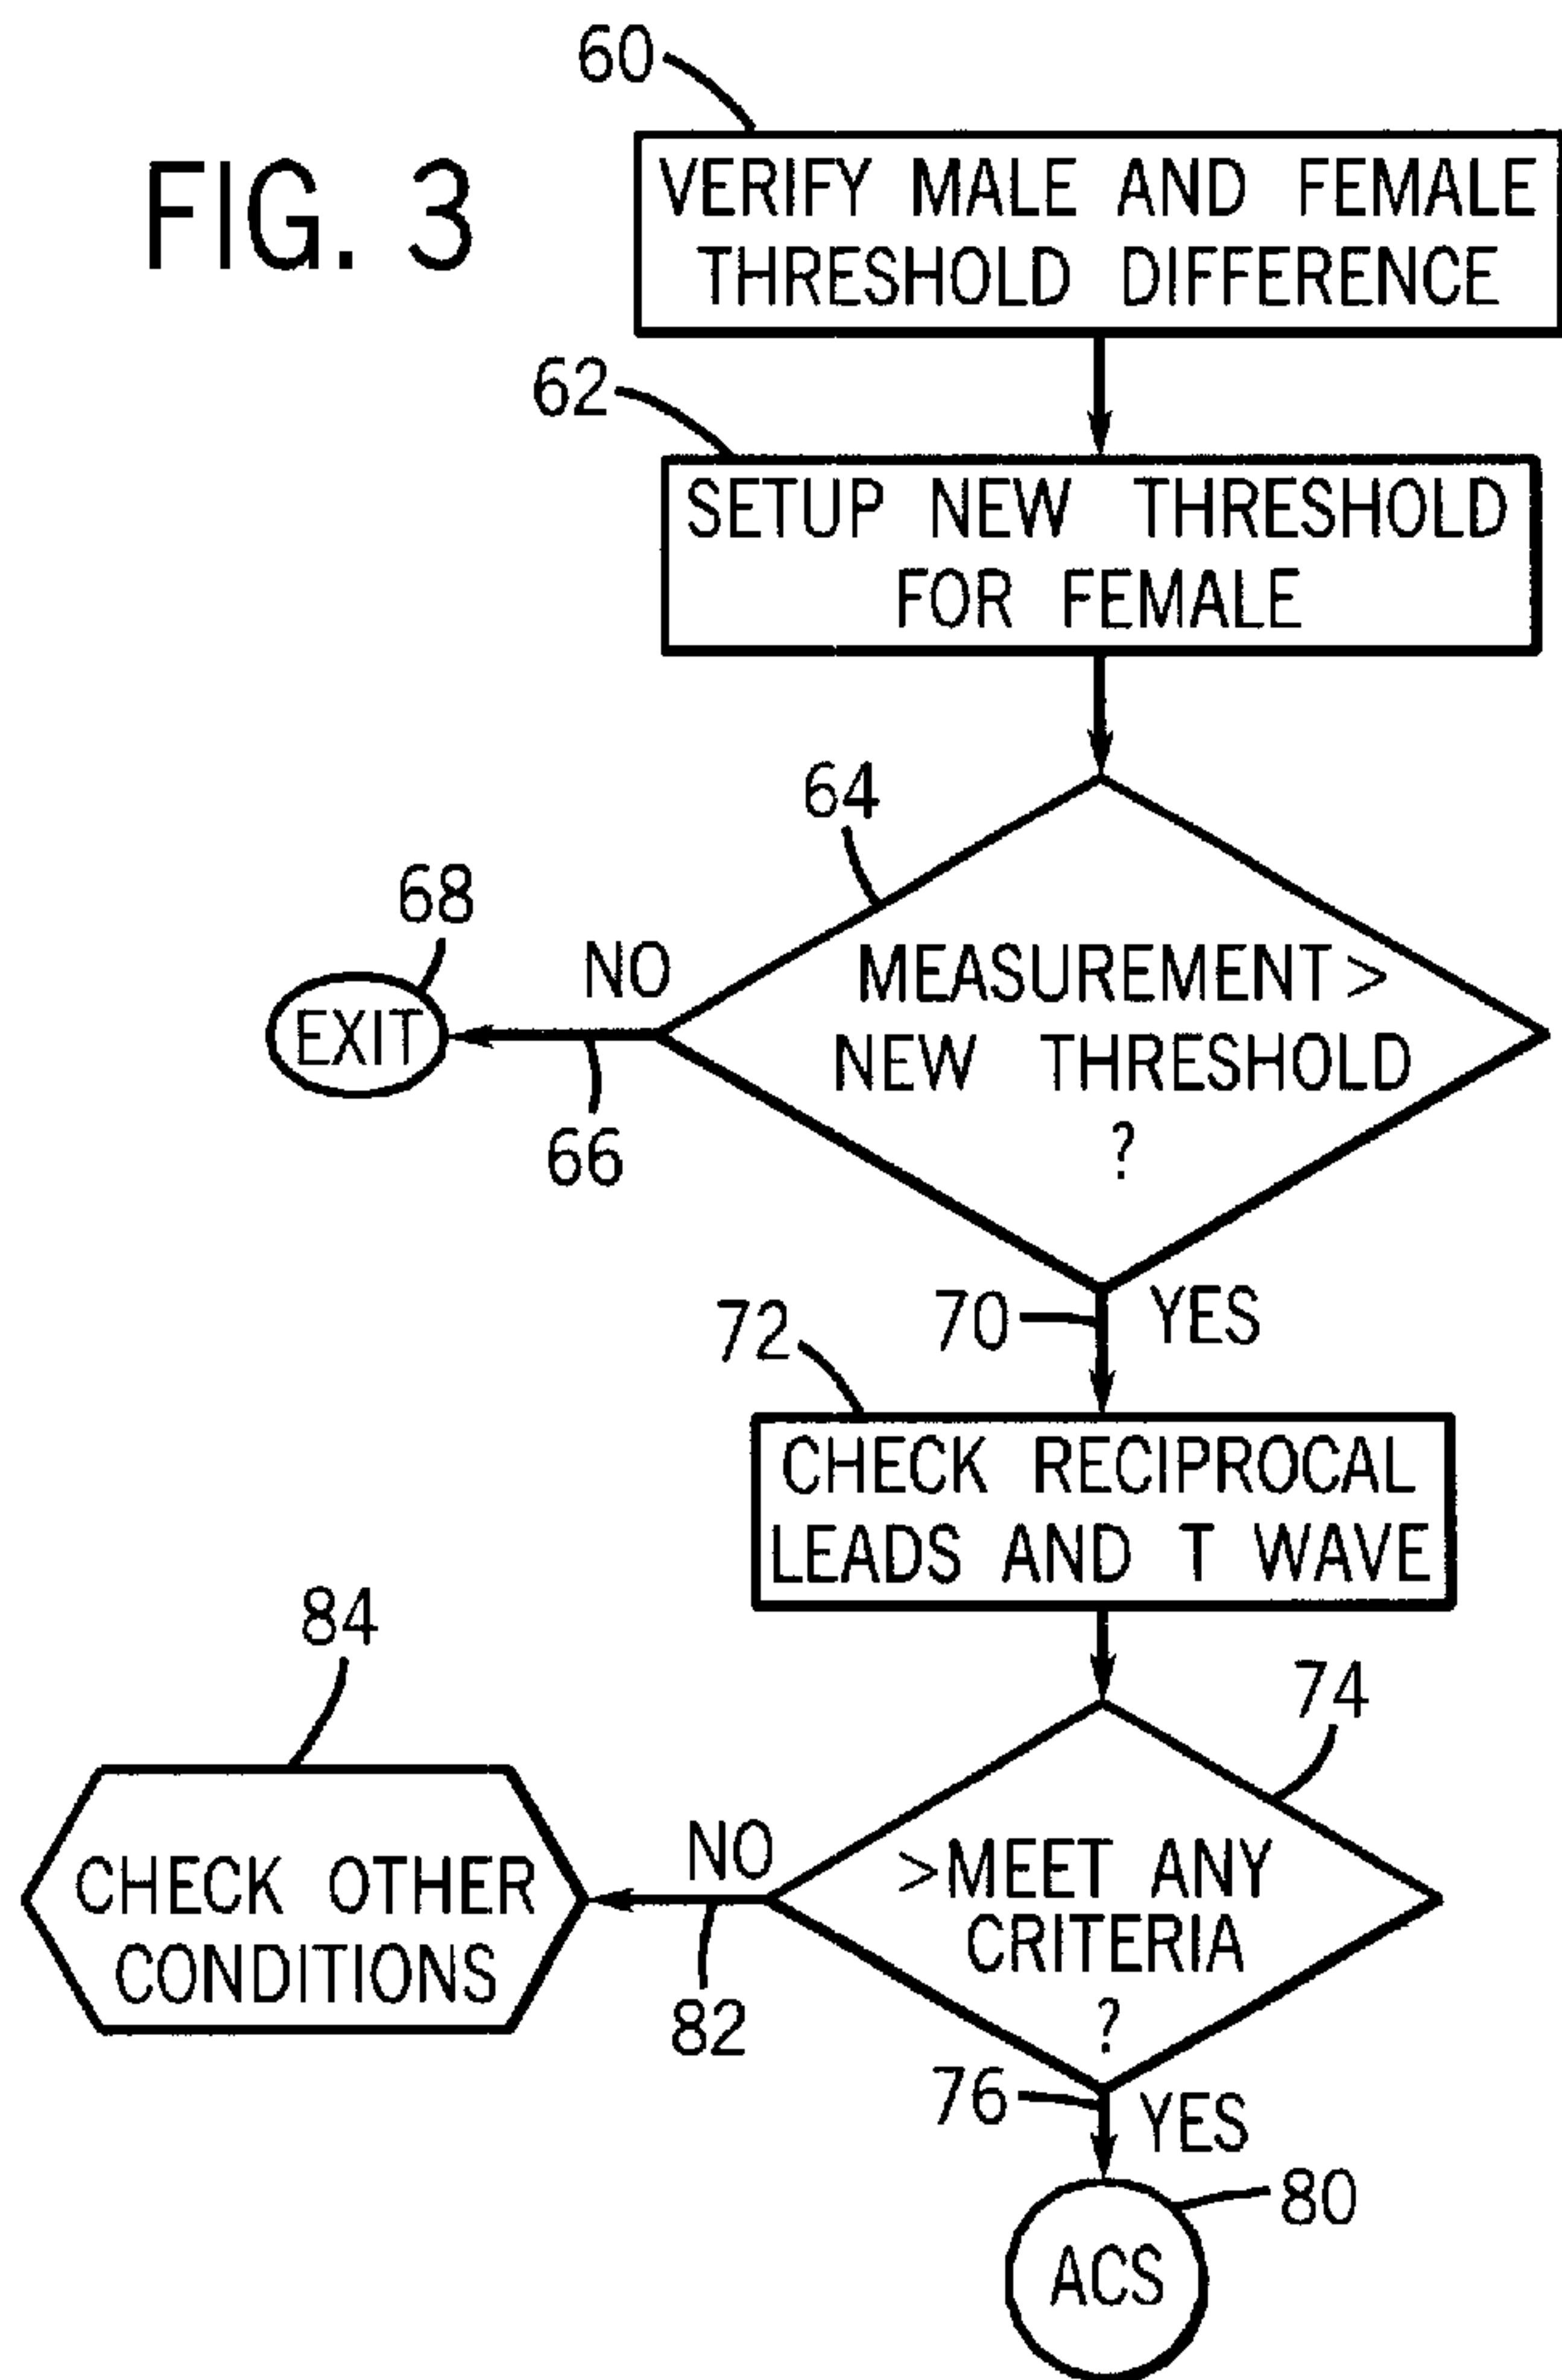 60
FIG. 3
VERIFY MALE AND FEMALE
THRESHOLD DIFFERENCE
62
SETUP NEW THRESHOLD
FOR FEMALE
64
68
NO
MEASUREMENT >
EXIT
NEW THRESHOLD
?
66
70
YES
72
CHECK RECIPROCAL
LEADS AND T WAVE
84
74
NO
>MEET ANY
CHECK OTHER
CRITERIA
CONDITIONS
?
82
76
YES
80
ACS